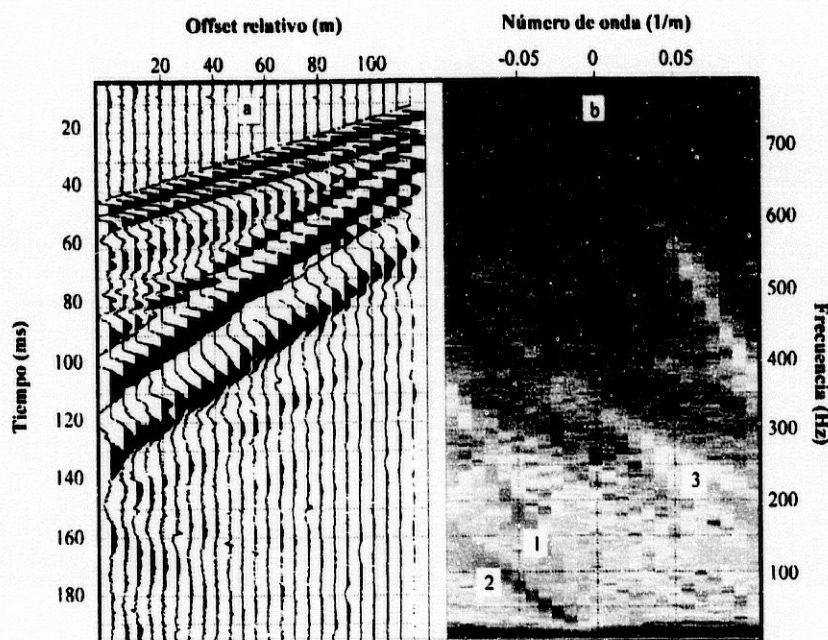 Offset relativo (m)
Número de onda (1/m)
20 40 60 80 100
-0.05 0 0.05
a
b
20
40
60
80
100
120
140
160
180
Tiempo (ms)
700
600
500
400
300
200
100
Frecuencia (Hz)
3
1
2